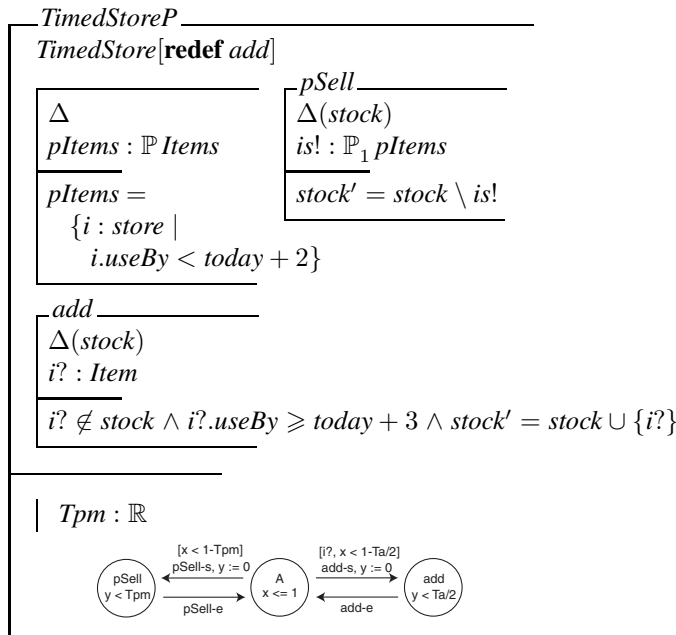 TimedStoreP
TimedStore[redef add]
Δ
pItems : ℙ Items
pItems =
{i : store |
i.useBy < today + 2}
pSell
Δ(stock)
is! : ℙ₁ pItems
stock′ = stock \ is!
add
Δ(stock)
i? : Item
i? ∉ stock ∧ i?.useBy ⩾ today + 3 ∧ stock′ = stock ∪ {i?}
Tpm : ℝ
[x < 1-Tpm]
pSell-s, y := 0
[i?, x < 1-Ta/2]
add-s, y := 0
pSell
y < Tpm
A
x <= 1
add
y < Ta/2
pSell-e
add-e